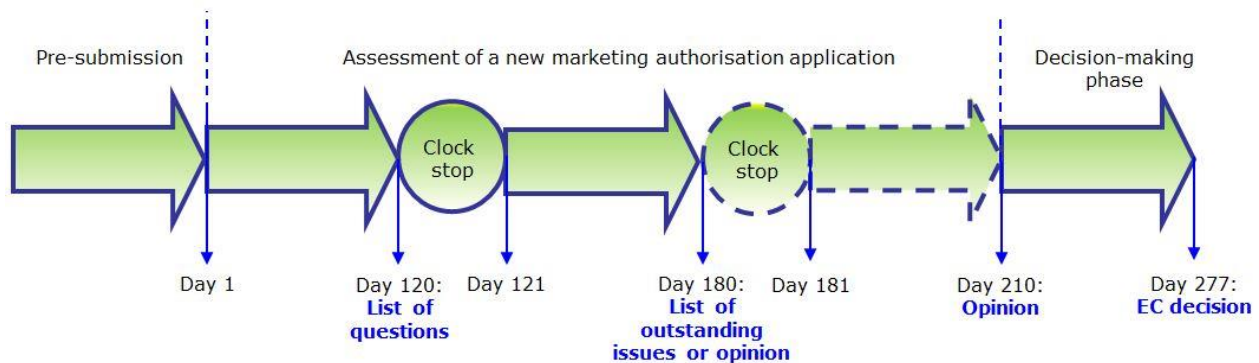 Pre-submission
Assessment of a new marketing authorisation application
Decision-making
phase
Clock
stop
Clock
stop
Day 1
Day 120:
List of
questions
Day 121
Day 180:
List of
outstanding
issues or opinion
Day 181
Day 210:
Opinion
Day 277:
EC decision